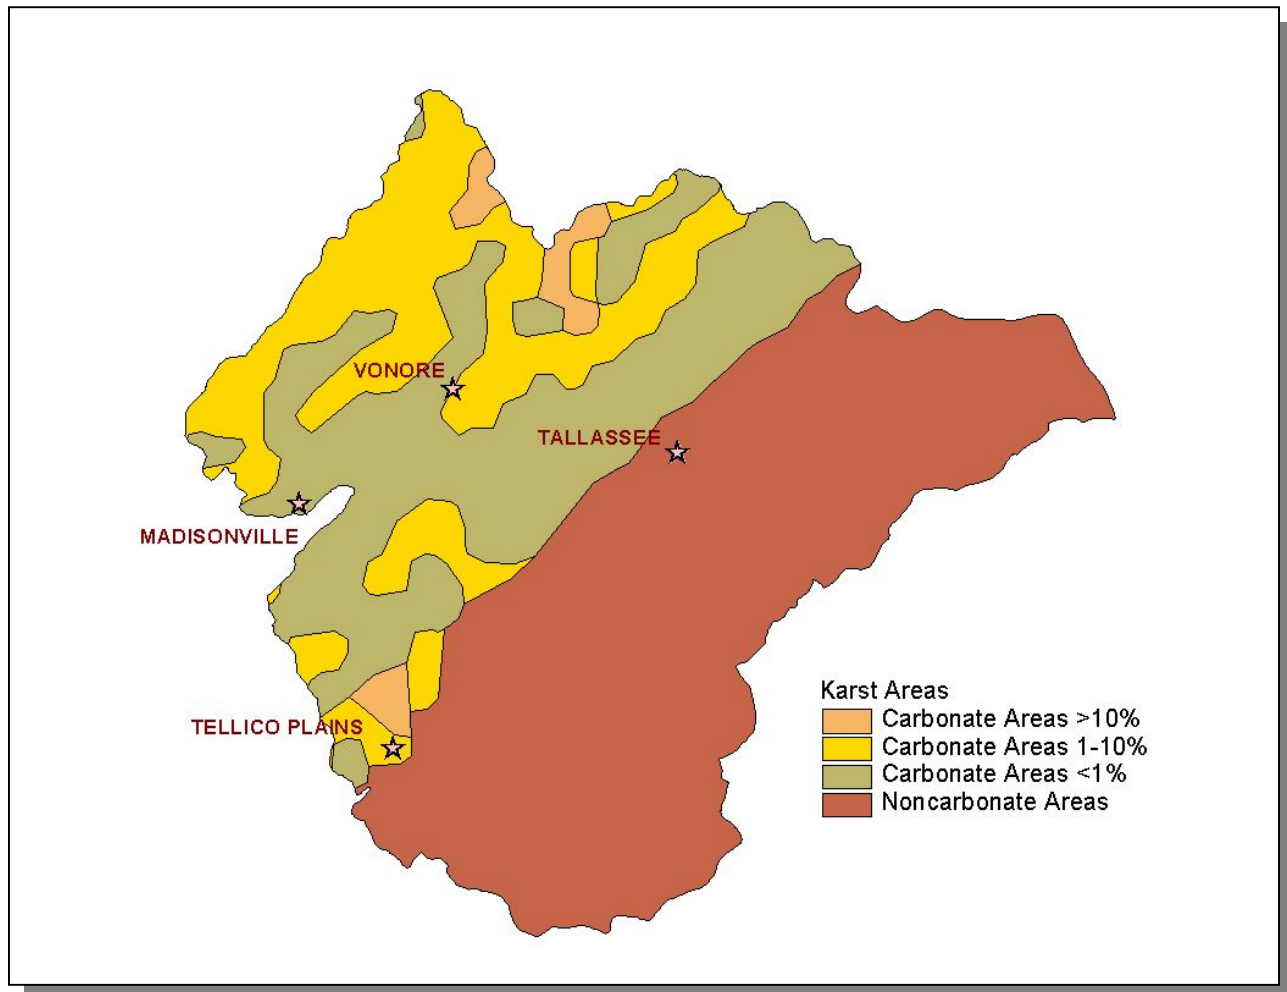 VONORE
TALLASSEE
MADISONVILLE
TELLICO PLAINS
Karst Areas
Carbonate Areas >10%
Carbonate Areas 1-10%
Carbonate Areas <1%
Noncarbonate Areas